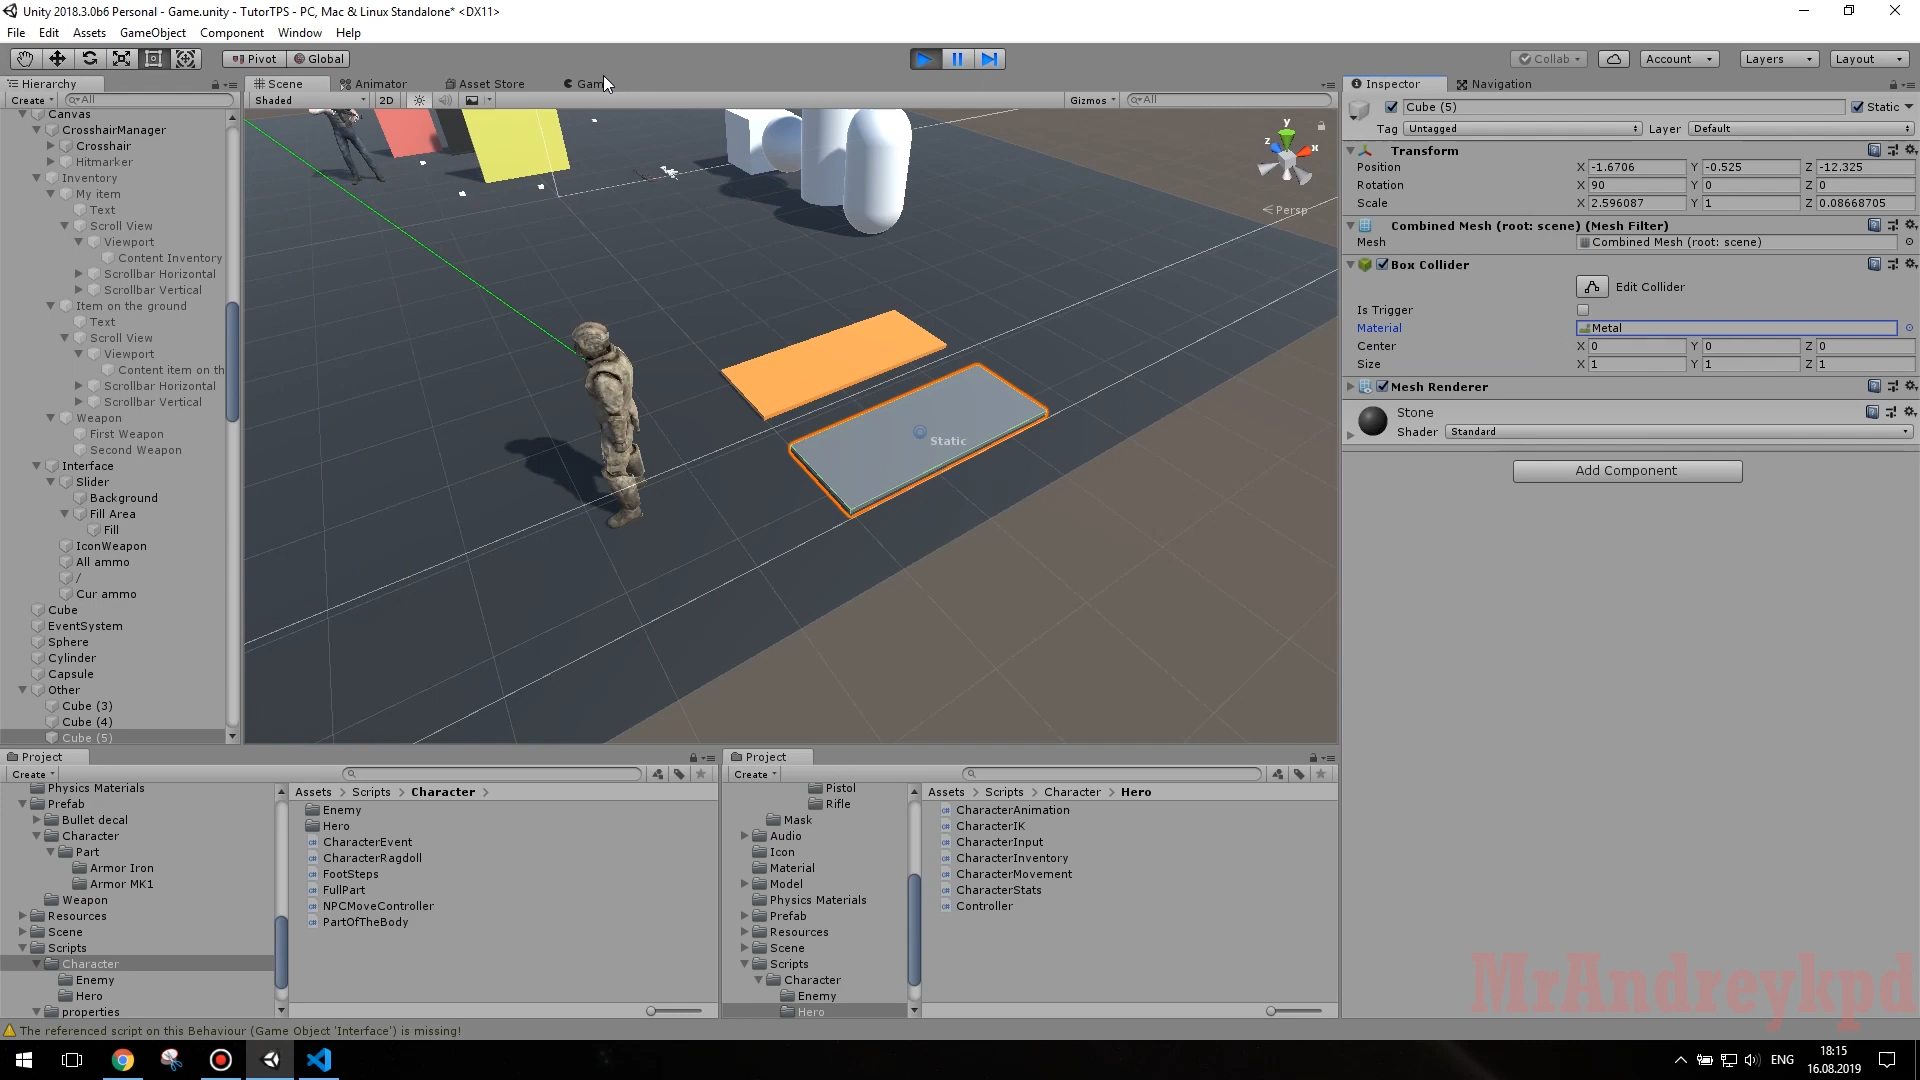 Unity 2018.3.0b6 Personal - Game.unity - TutorTPS - PC, Mac & Linux Standalone* <DX11>
File Edit Assets GameObject Component Window Help
Pivot Global Collab Account Layers Layout
Hierarchy
Create All
Canvas
CrosshairManager
Crosshair
Hitmarker
Inventory
My item
Text
Scroll View
Viewport
Content Inventory
Scrollbar Horizontal
Scrollbar Vertical
Item on the ground
Text
Scroll View
Viewport
Content item on th
Scrollbar Horizontal
Scrollbar Vertical
Weapon
First Weapon
Second Weapon
Interface
Slider
Background
Fill Area
Fill
IconWeapon
All ammo
/
Cur ammo
Cube
EventSystem
Sphere
Cylinder
Capsule
Other
Cube (3)
Cube (4)
Cube (5)
Scene Animator Asset Store Gam
Shaded 2D Gizmos All
y
z x
Persp
Static
Inspector Navigation
Cube (5) Static
Tag Untagged Layer Default
Transform
Position X -1.6706 Y -0.525 Z -12.325
Rotation X 90 Y 0 Z 0
Scale X 2.596087 Y 1 Z 0.08668705
Combined Mesh (root: scene) (Mesh Filter)
Mesh Combined Mesh (root: scene)
Box Collider
Edit Collider
Is Trigger
Material Metal
Center X 0 Y 0 Z 0
Size X 1 Y 1 Z 1
Mesh Renderer
Stone
Shader Standard
Add Component
Project
Create
Physics Materials
Prefab
Bullet decal
Character
Part
Armor Iron
Armor MK1
Weapon
Resources
Scene
Scripts
Character
Enemy
Hero
properties
Assets > Scripts > Character >
Enemy
Hero
CharacterEvent
CharacterRagdoll
FootSteps
FullPart
NPCMoveController
PartOfTheBody
Project
Create
Pistol
Rifle
Mask
Audio
Icon
Material
Model
Physics Materials
Prefab
Resources
Scene
Scripts
Character
Enemy
Hero
Assets > Scripts > Character > Hero
CharacterAnimation
CharacterIK
CharacterInput
CharacterInventory
CharacterMovement
CharacterStats
Controller
MrAndreykpd
The referenced script on this Behaviour (Game Object 'Interface') is missing!
ENG
18:15
16.08.2019